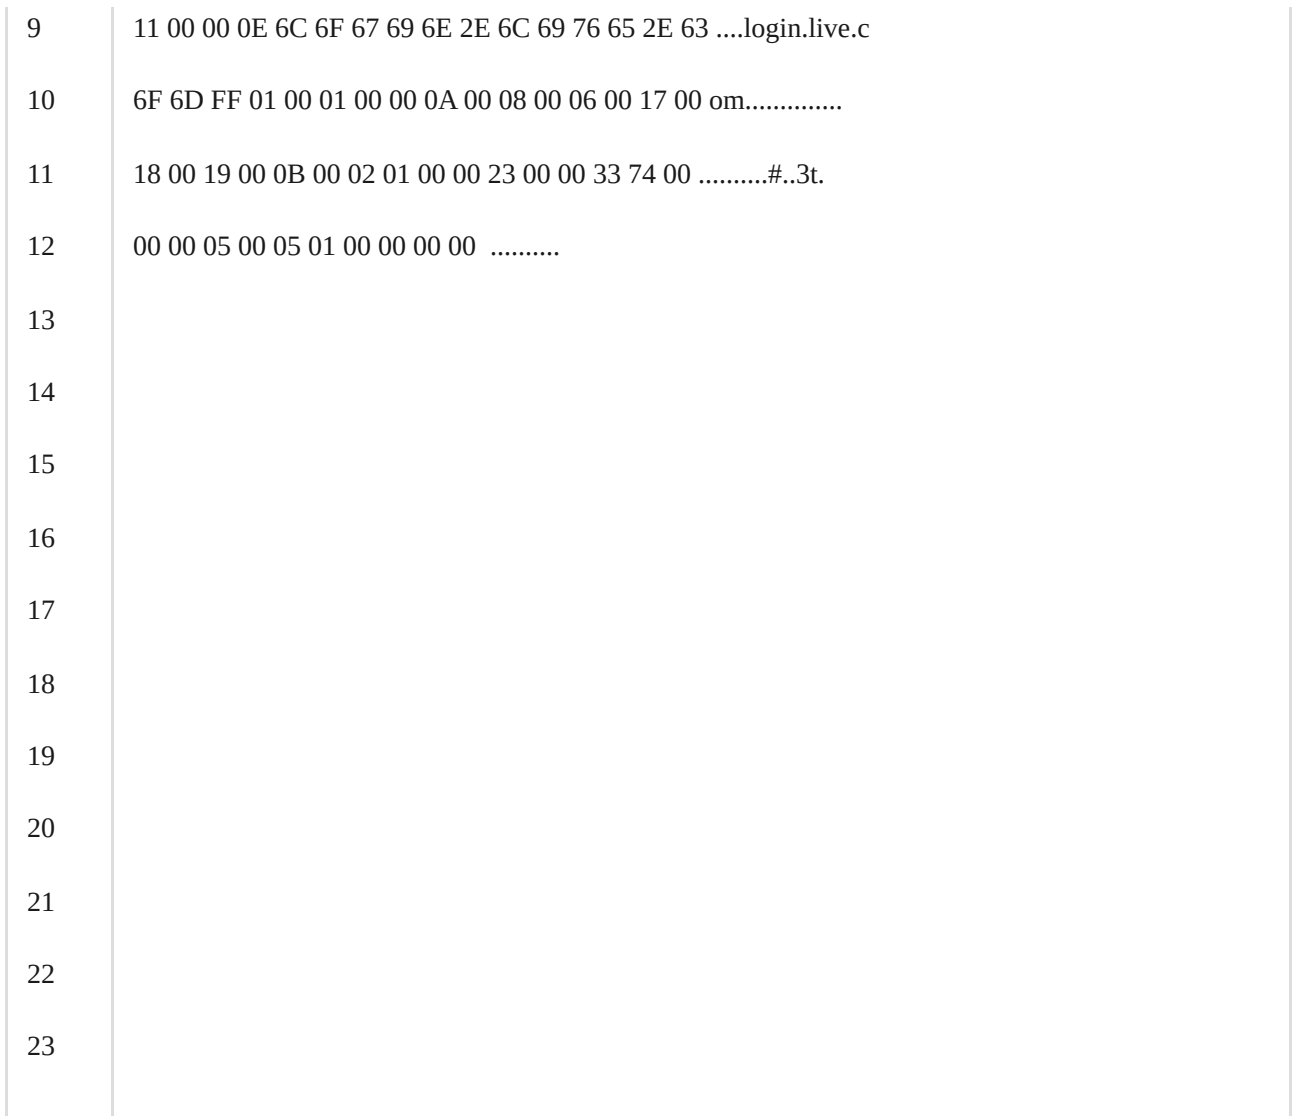 9 11 00 00 0E 6C 6F 67 69 6E 2E 6C 69 76 65 2E 63 ....login.live.c
10 6F 6D FF 01 00 01 00 00 0A 00 08 00 06 00 17 00 om..............
11 18 00 19 00 0B 00 02 01 00 00 23 00 00 33 74 00 ..........#..3t.
12 00 00 05 00 05 01 00 00 00 00 ..........
13
14
15
16
17
18
19
20
21
22
23